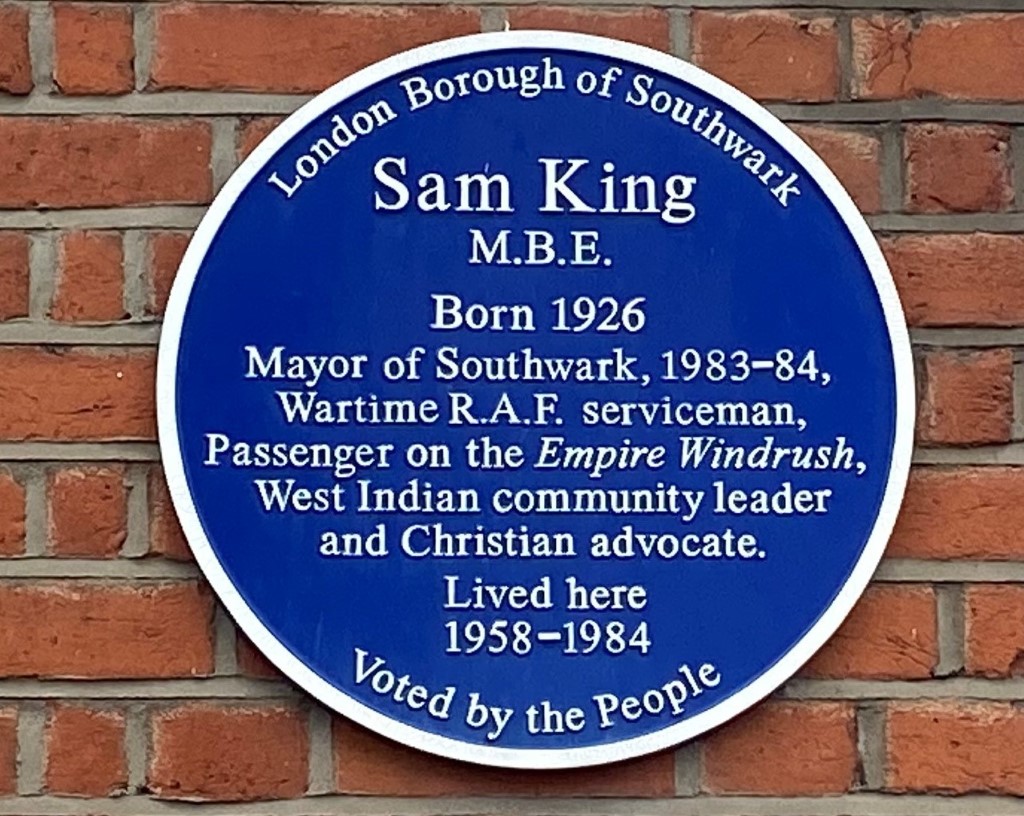 London Borough of Southwark
Sam King
M.B.E.
Born 1926
Mayor of Southwark, 1983–84,
Wartime R.A.F. serviceman,
Passenger on the Empire Windrush,
West Indian community leader
and Christian advocate.
Lived here
1958–1984
Voted by the People